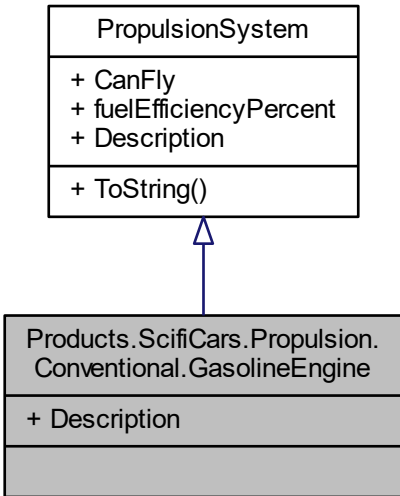 PropulsionSystem
+ CanFly
+ fuelEfficiencyPercent
+ Description
+ ToString()
Products.ScifiCars.Propulsion.
Conventional.GasolineEngine
+ Description